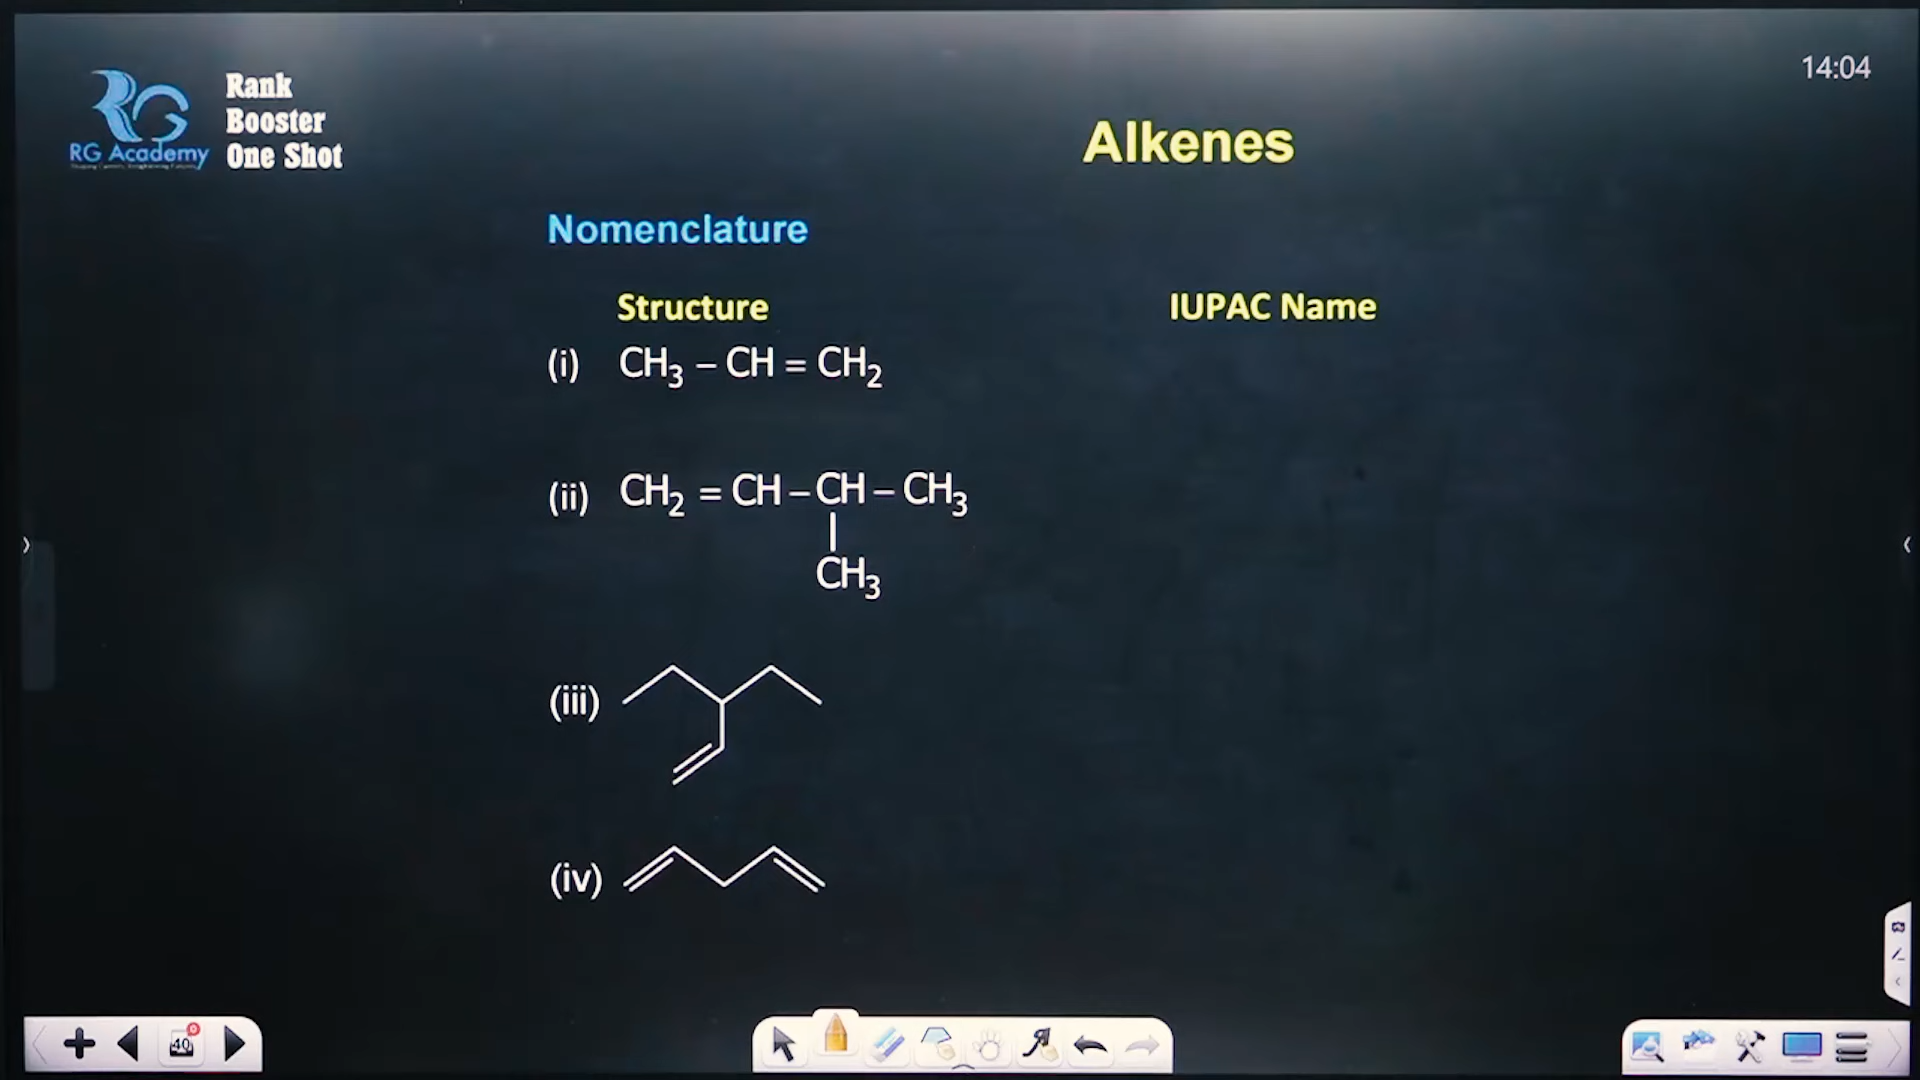 Rank
Booster
One Shot
RG Academy
14:04
Alkenes
Nomenclature
Structure IUPAC Name
(i) CH₃ – CH = CH₂
(ii) CH₂ = CH – CH – CH₃
CH₃
(iii)
(iv)
40